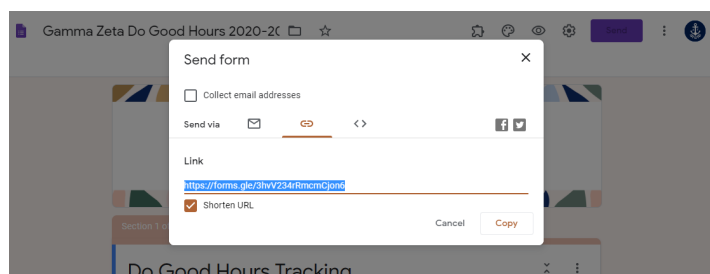 Gamma Zeta Do Good Hours 2020-20
Send
Send form
Collect email addresses
Send via
Link
https://forms.gle/3hvV234rRmcmCjon6
Shorten URL
Cancel Copy
Section 1 o
Do Good Hours Tracking